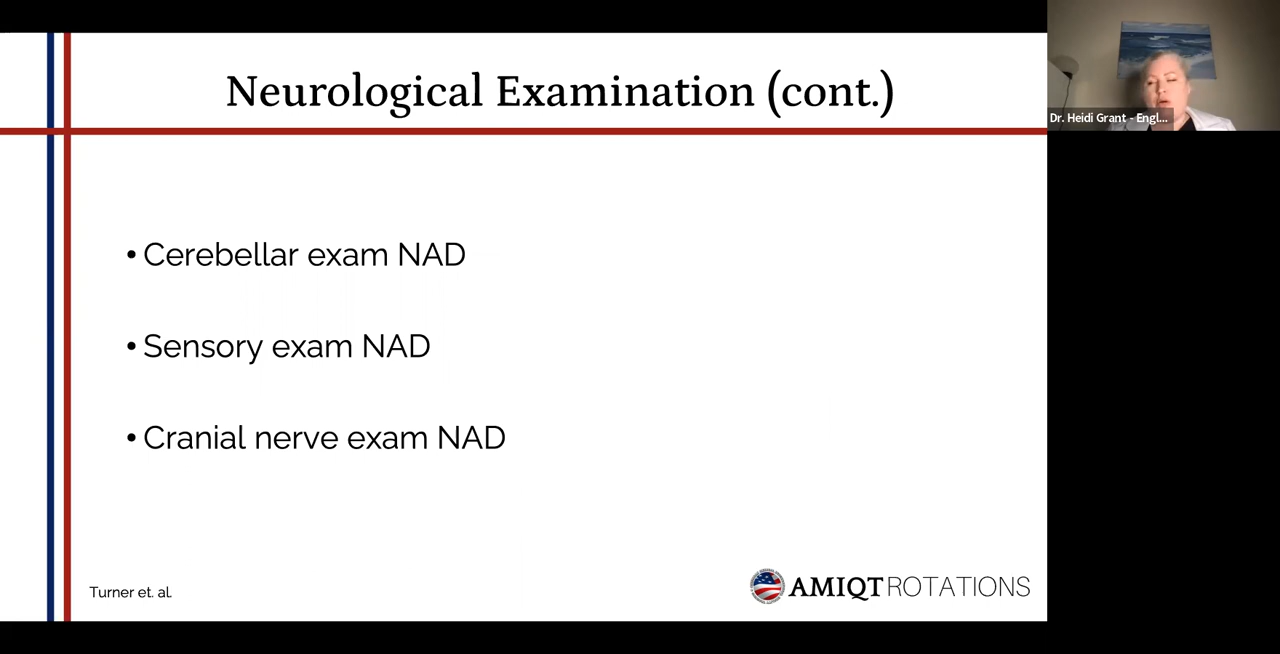 Neurological Examination (cont.)
Dr. Heidi Grant - Engl...
• Cerebellar exam NAD
• Sensory exam NAD
• Cranial nerve exam NAD
Turner et. al.
AMIQT ROTATIONS